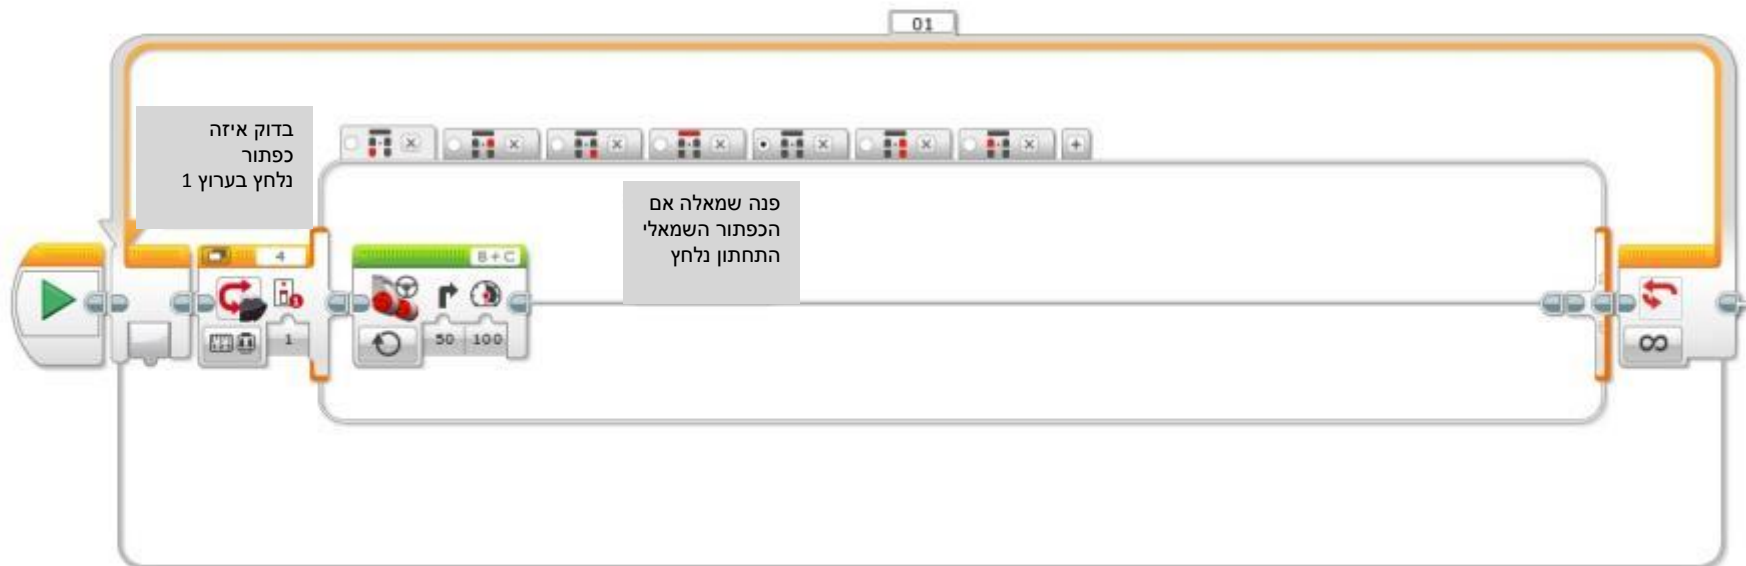 01
בדוק איזה
כפתור
נלחץ בערוץ 1
פנה שמאלה אם
הכפתור השמאלי
התחתון נלחץ
4
B + C
1
50 100
∞